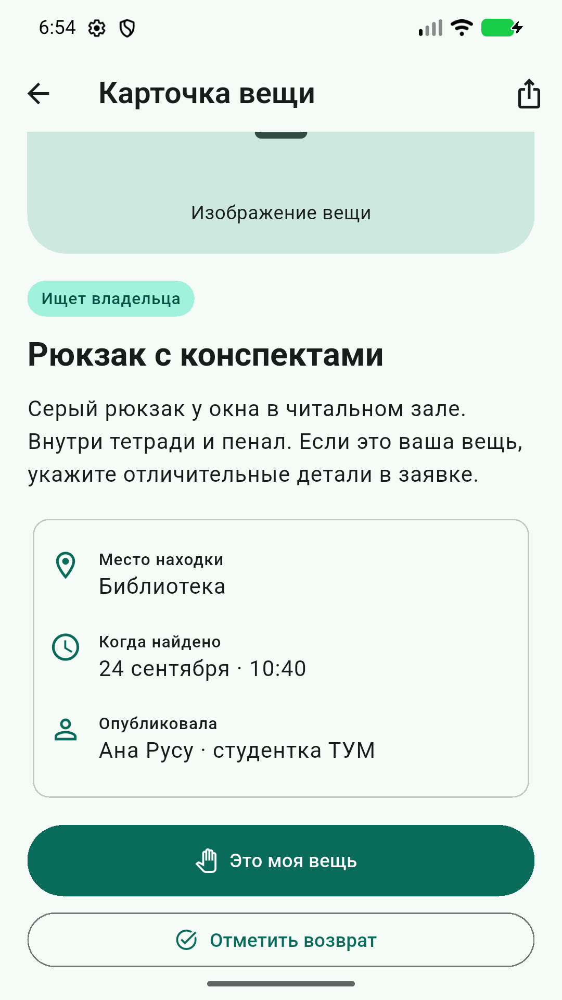 6:54
Карточка вещи
Изображение вещи
Ищет владельца
Рюкзак с конспектами
Серый рюкзак у окна в читальном зале.
Внутри тетради и пенал. Если это ваша вещь,
укажите отличительные детали в заявке.
Место находки
Библиотека
Когда найдено
24 сентября · 10:40
Опубликовала
Ана Русу · студентка ТУМ
Это моя вещь
Отметить возврат